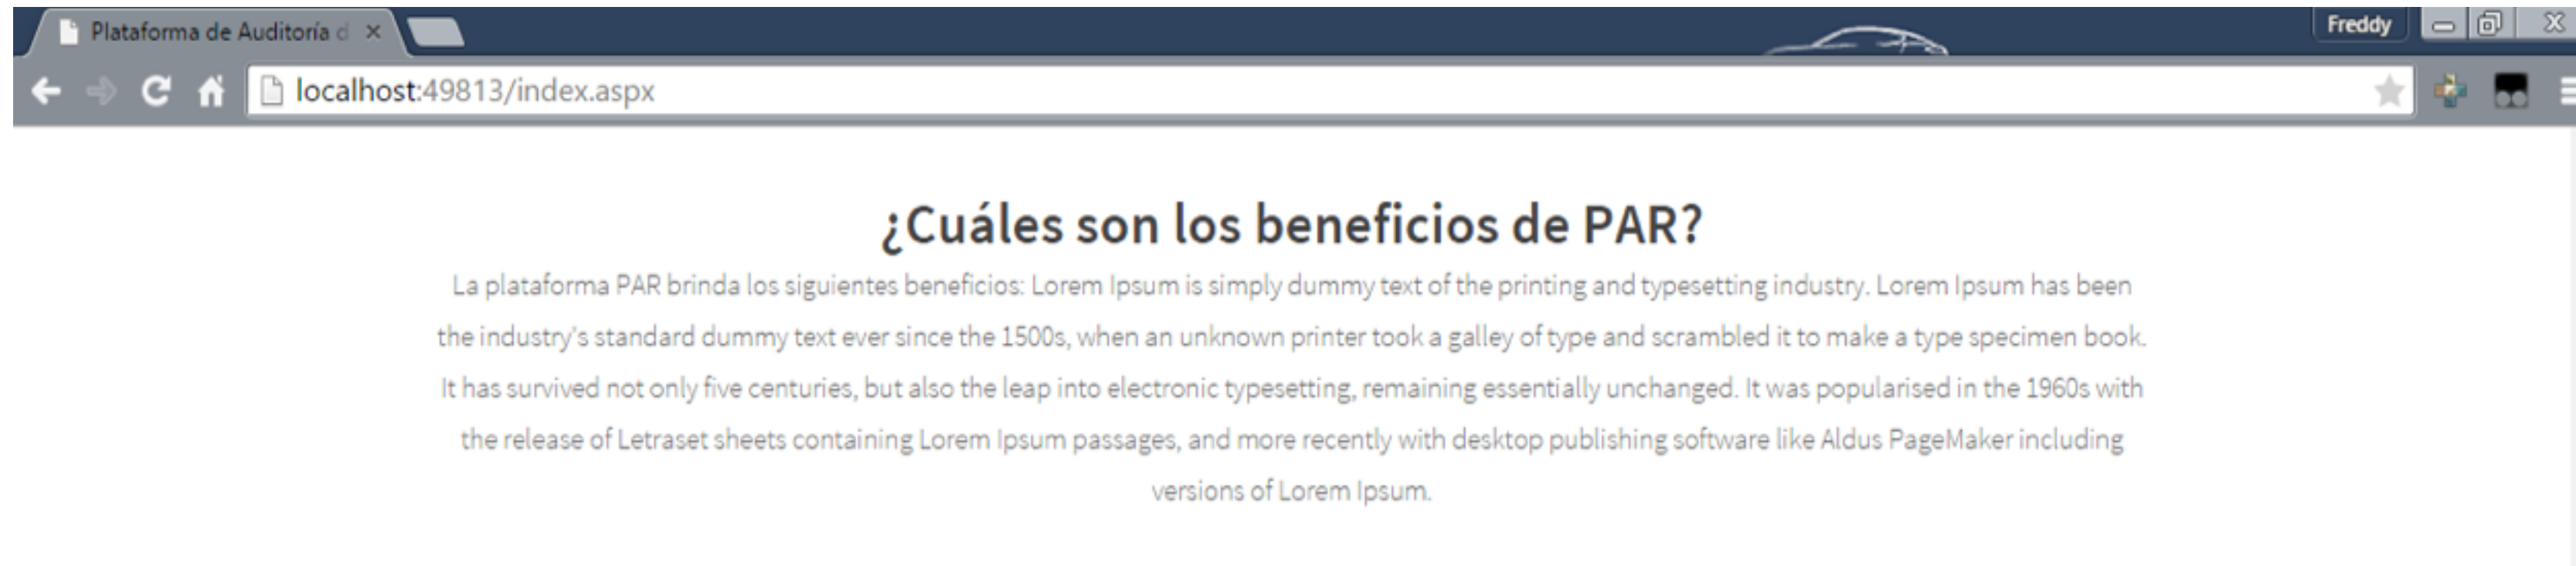 Plataforma de Auditoría d
Freddy
localhost:49813/index.aspx
¿Cuáles son los beneficios de PAR?
La plataforma PAR brinda los siguientes beneficios: Lorem Ipsum is simply dummy text of the printing and typesetting industry. Lorem Ipsum has been
the industry's standard dummy text ever since the 1500s, when an unknown printer took a galley of type and scrambled it to make a type specimen book.
It has survived not only five centuries, but also the leap into electronic typesetting, remaining essentially unchanged. It was popularised in the 1960s with
the release of Letraset sheets containing Lorem Ipsum passages, and more recently with desktop publishing software like Aldus PageMaker including
versions of Lorem Ipsum.